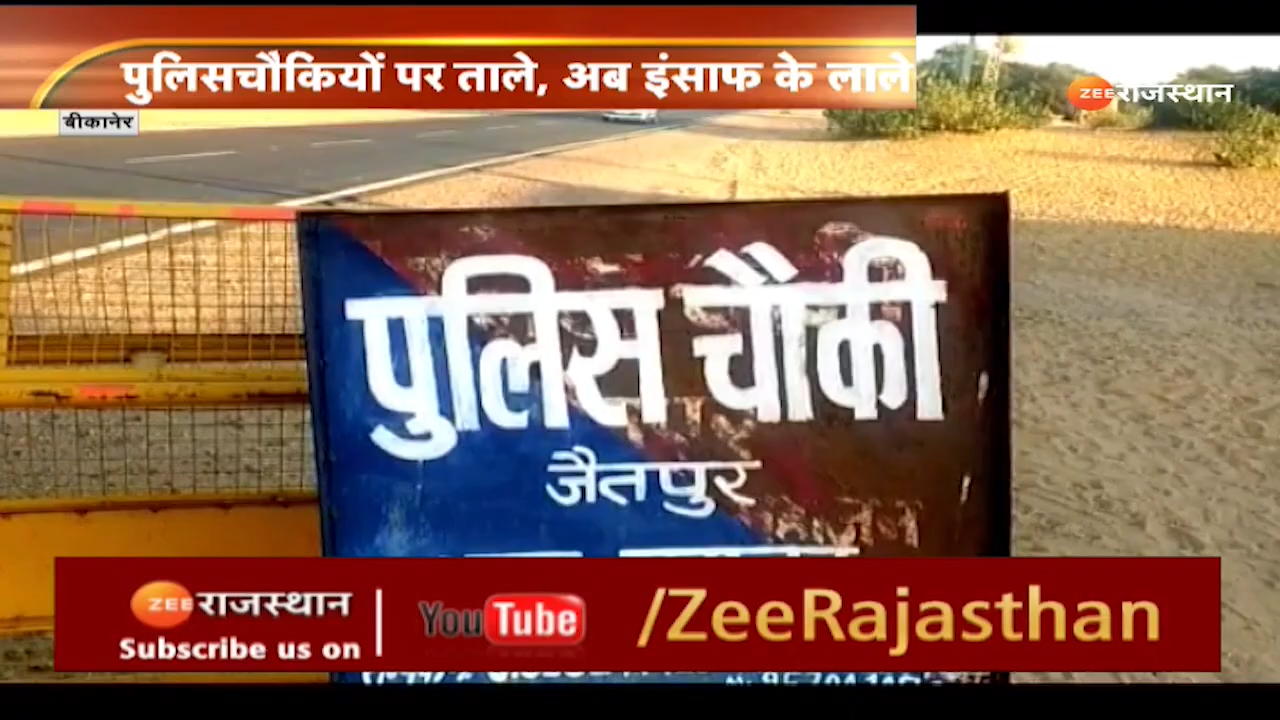 पुलिसचौकियों पर ताले, अब इंसाफ के लाले
ZEE राजस्थान
बीकानेर
पुलिस चौकी
जैतपुर
ZEE राजस्थान
Subscribe us on
YouTube
/ZeeRajasthan